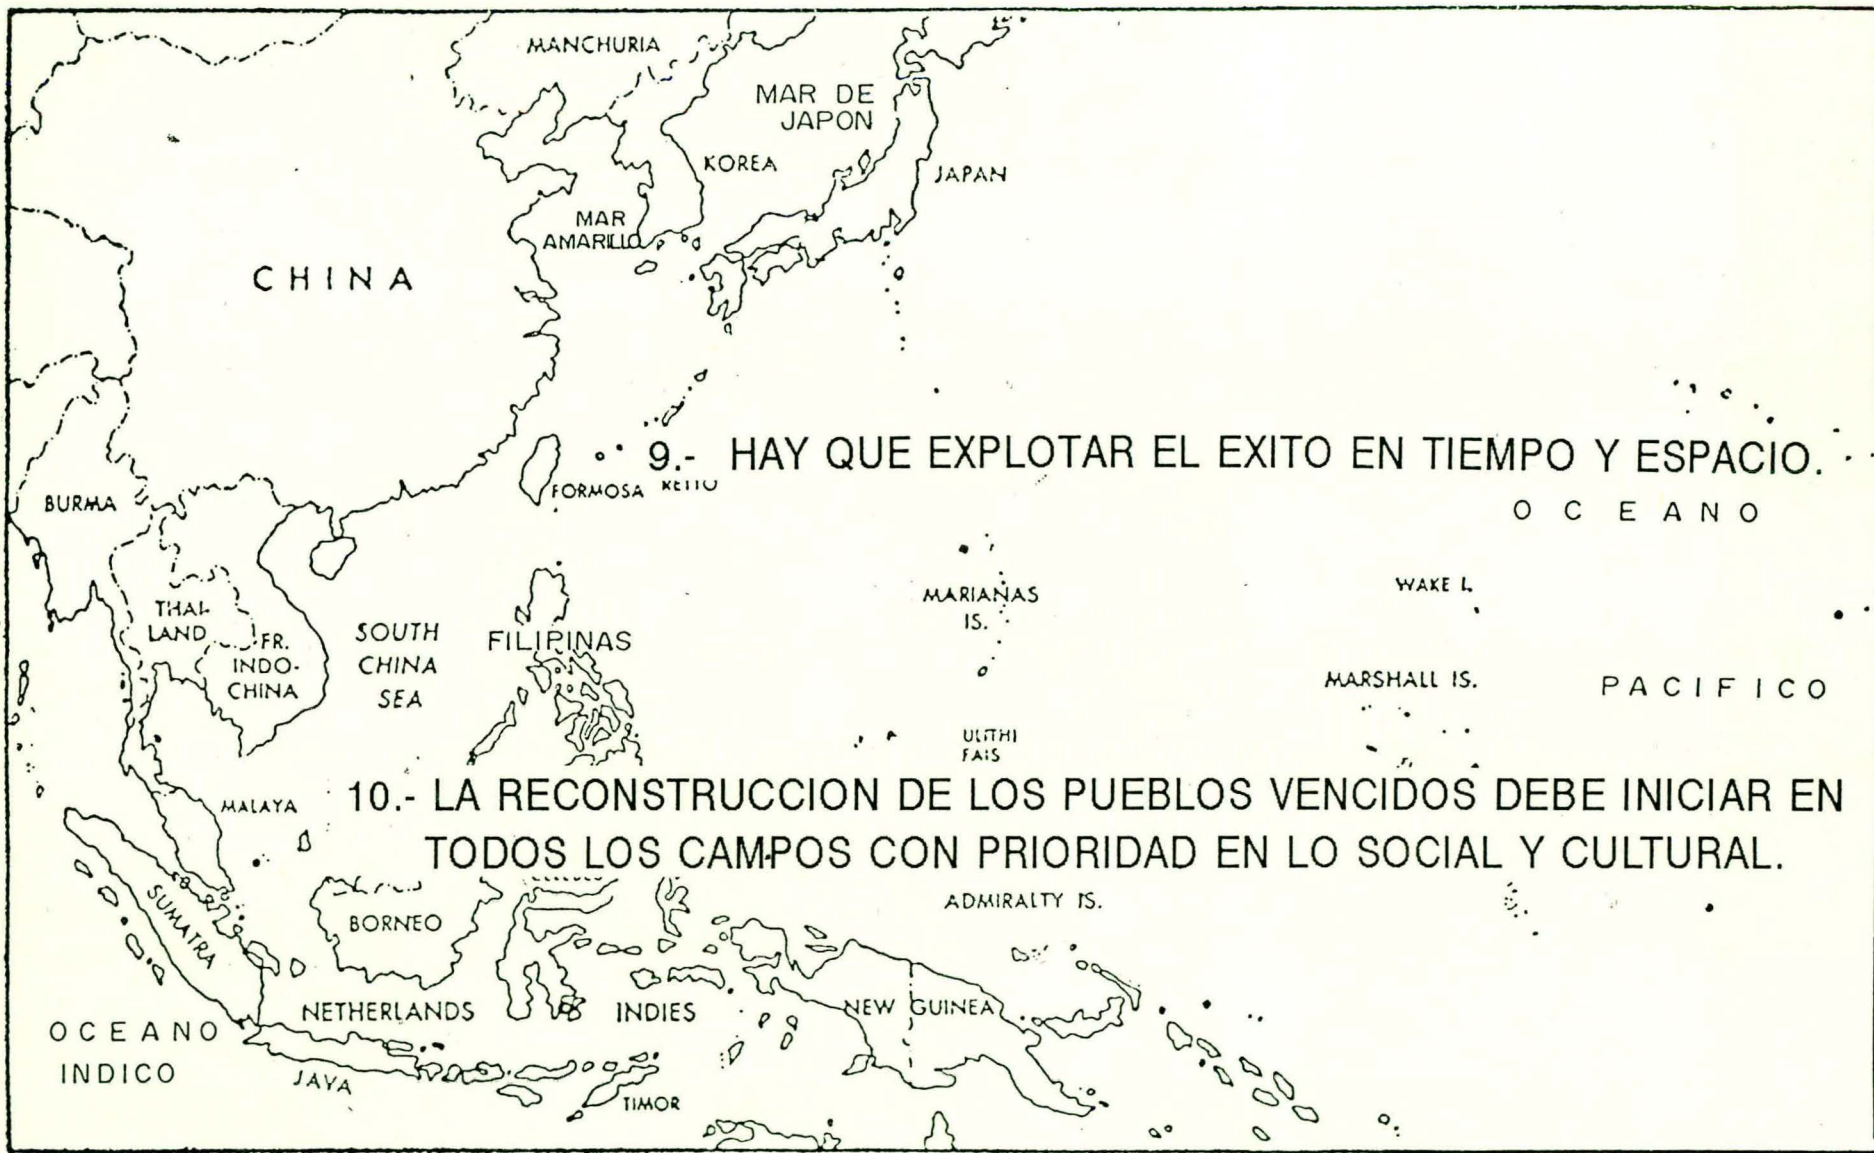 MANCHURIA
MAR DE
JAPON
KOREA
JAPAN
MAR
AMARILLO
CHINA
9.- HAY QUE EXPLOTAR EL EXITO EN TIEMPO Y ESPACIO.
FORMOSA
BURMA
OCEANO
MARIANAS
IS.
WAKE I.
THAI-
LAND
FR.
INDO-
CHINA
SOUTH
CHINA
SEA
FILIPINAS
MARSHALL IS.
PACIFICO
ULITHI
FAIS
MALAYA
10.- LA RECONSTRUCCION DE LOS PUEBLOS VENCIDOS DEBE INICIAR EN
TODOS LOS CAMPOS CON PRIORIDAD EN LO SOCIAL Y CULTURAL.
ADMIRALTY IS.
SUMATRA
BORNEO
NETHERLANDS
INDIES
NEW GUINEA
OCEANO
INDICO
JAVA
TIMOR